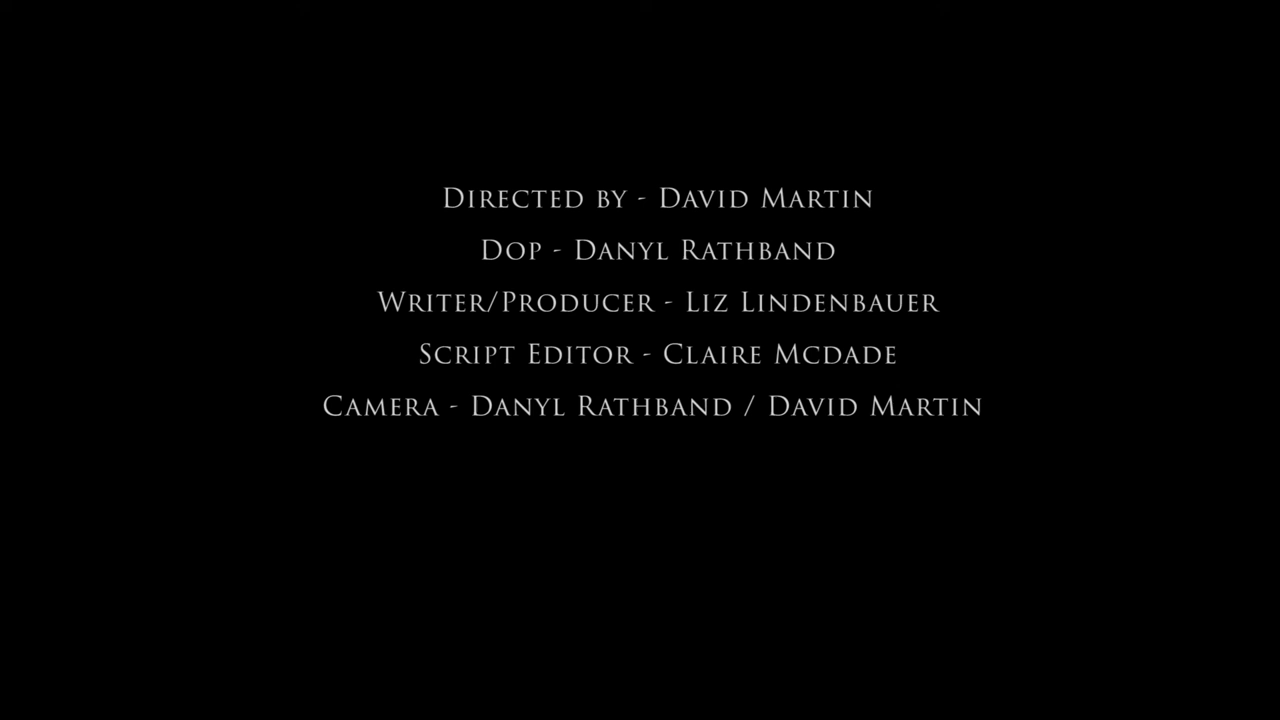 Directed by - David Martin
Dop - Danyl Rathband
Writer/Producer - Liz Lindenbauer
Script Editor - Claire Mcdade
Camera - Danyl Rathband / David Martin